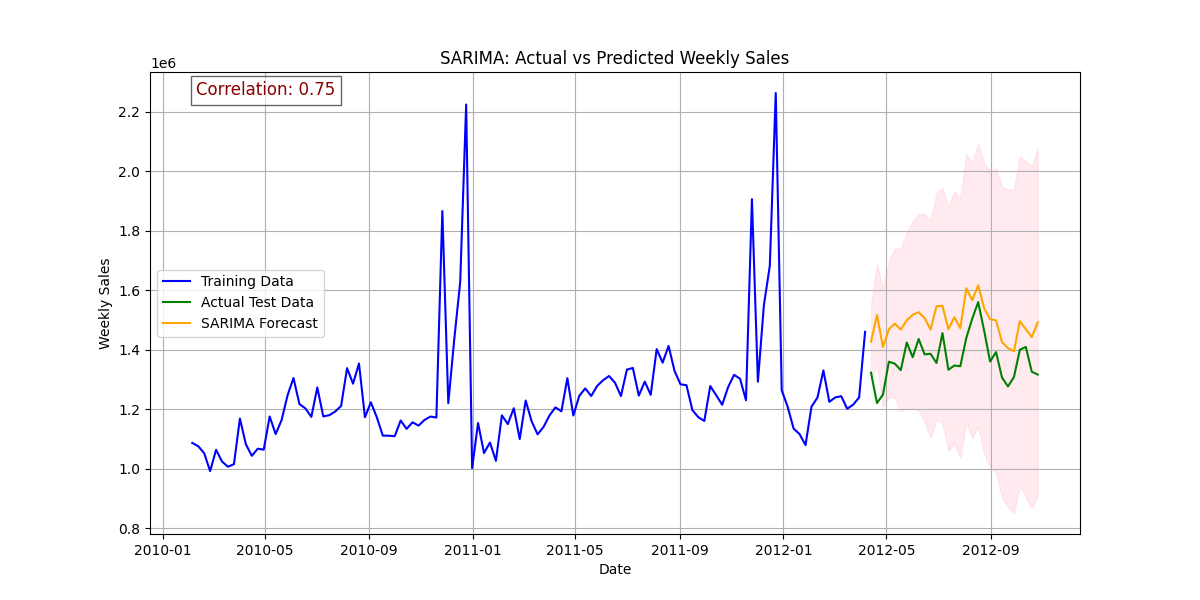 SARIMA: Actual vs Predicted Weekly Sales
1e6
Correlation: 0.75
2.2
2.0
1.8
1.6
1.4
1.2
1.0
0.8
Weekly Sales
Training Data
Actual Test Data
SARIMA Forecast
2010-01 2010-05 2010-09 2011-01 2011-05 2011-09 2012-01 2012-05 2012-09
Date